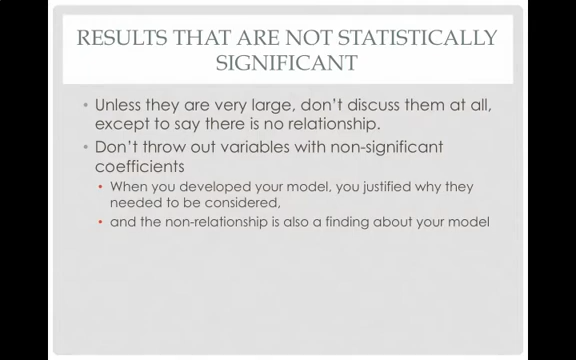 RESULTS THAT ARE NOT STATISTICALLY
SIGNIFICANT
• Unless they are very large, don't discuss them at all,
except to say there is no relationship.
• Don't throw out variables with non-significant
coefficients
• When you developed your model, you justified why they
needed to be considered,
• and the non-relationship is also a finding about your model